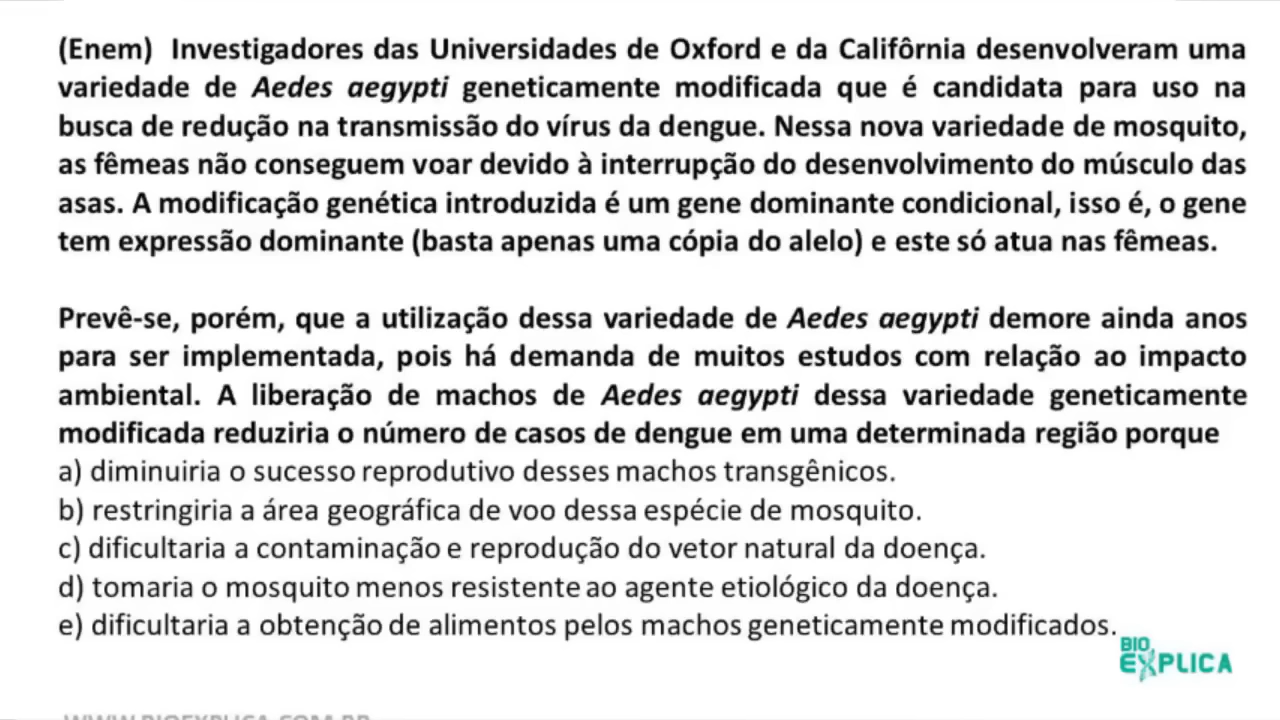 (Enem) Investigadores das Universidades de Oxford e da Califôrnia desenvolveram uma
variedade de Aedes aegypti geneticamente modificada que é candidata para uso na
busca de redução na transmissão do vírus da dengue. Nessa nova variedade de mosquito,
as fêmeas não conseguem voar devido à interrupção do desenvolvimento do músculo das
asas. A modificação genética introduzida é um gene dominante condicional, isso é, o gene
tem expressão dominante (basta apenas uma cópia do alelo) e este só atua nas fêmeas.
Prevê-se, porém, que a utilização dessa variedade de Aedes aegypti demore ainda anos
para ser implementada, pois há demanda de muitos estudos com relação ao impacto
ambiental. A liberação de machos de Aedes aegypti dessa variedade geneticamente
modificada reduziria o número de casos de dengue em uma determinada região porque
a) diminuiria o sucesso reprodutivo desses machos transgênicos.
b) restringiria a área geográfica de voo dessa espécie de mosquito.
c) dificultaria a contaminação e reprodução do vetor natural da doença.
d) tomaria o mosquito menos resistente ao agente etiológico da doença.
e) dificultaria a obtenção de alimentos pelos machos geneticamente modificados.
BIO
EXPLICA
WWW.BIOEXPLICA.COM.BR